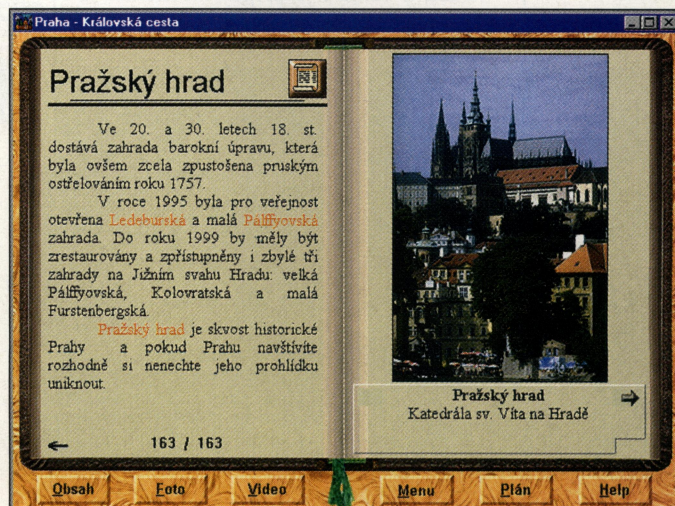 Praha - Královská cesta
Pražský hrad
Ve 20. a 30. letech 18. st.
dostává zahrada barokní úpravu, která
byla ovšem zcela zpustošena pruským
ostřelováním roku 1757.
V roce 1995 byla pro veřejnost
otevřena Ledeburská a malá Pálffyovská
zahrada. Do roku 1999 by měly být
zrestaurovány a zpřístupněny i zbylé tři
zahrady na Jižním svahu Hradu: velká
Pálffyovská, Kolovratská a malá
Furstenbergská.
Pražský hrad je skvost historické
Prahy a pokud Prahu navštívíte
rozhodně si nenechte jeho prohlídku
uniknout.
163 / 163
Pražský hrad
Katedrála sv. Víta na Hradě
Obsah Foto Video Menu Plán Help